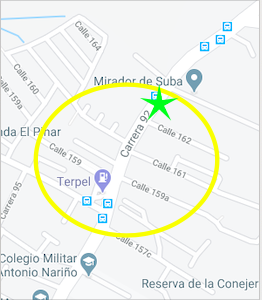 Calle 164
Calle 160
Calle 159a
Mirador de Suba
nda El Pinar
Carrera 92
Calle 162
Calle 159
Calle 161
Terpel
Calle 159a
Carrera 95
Calle 157c
Colegio Militar
Antonio Nariño
Reserva de la Conejer